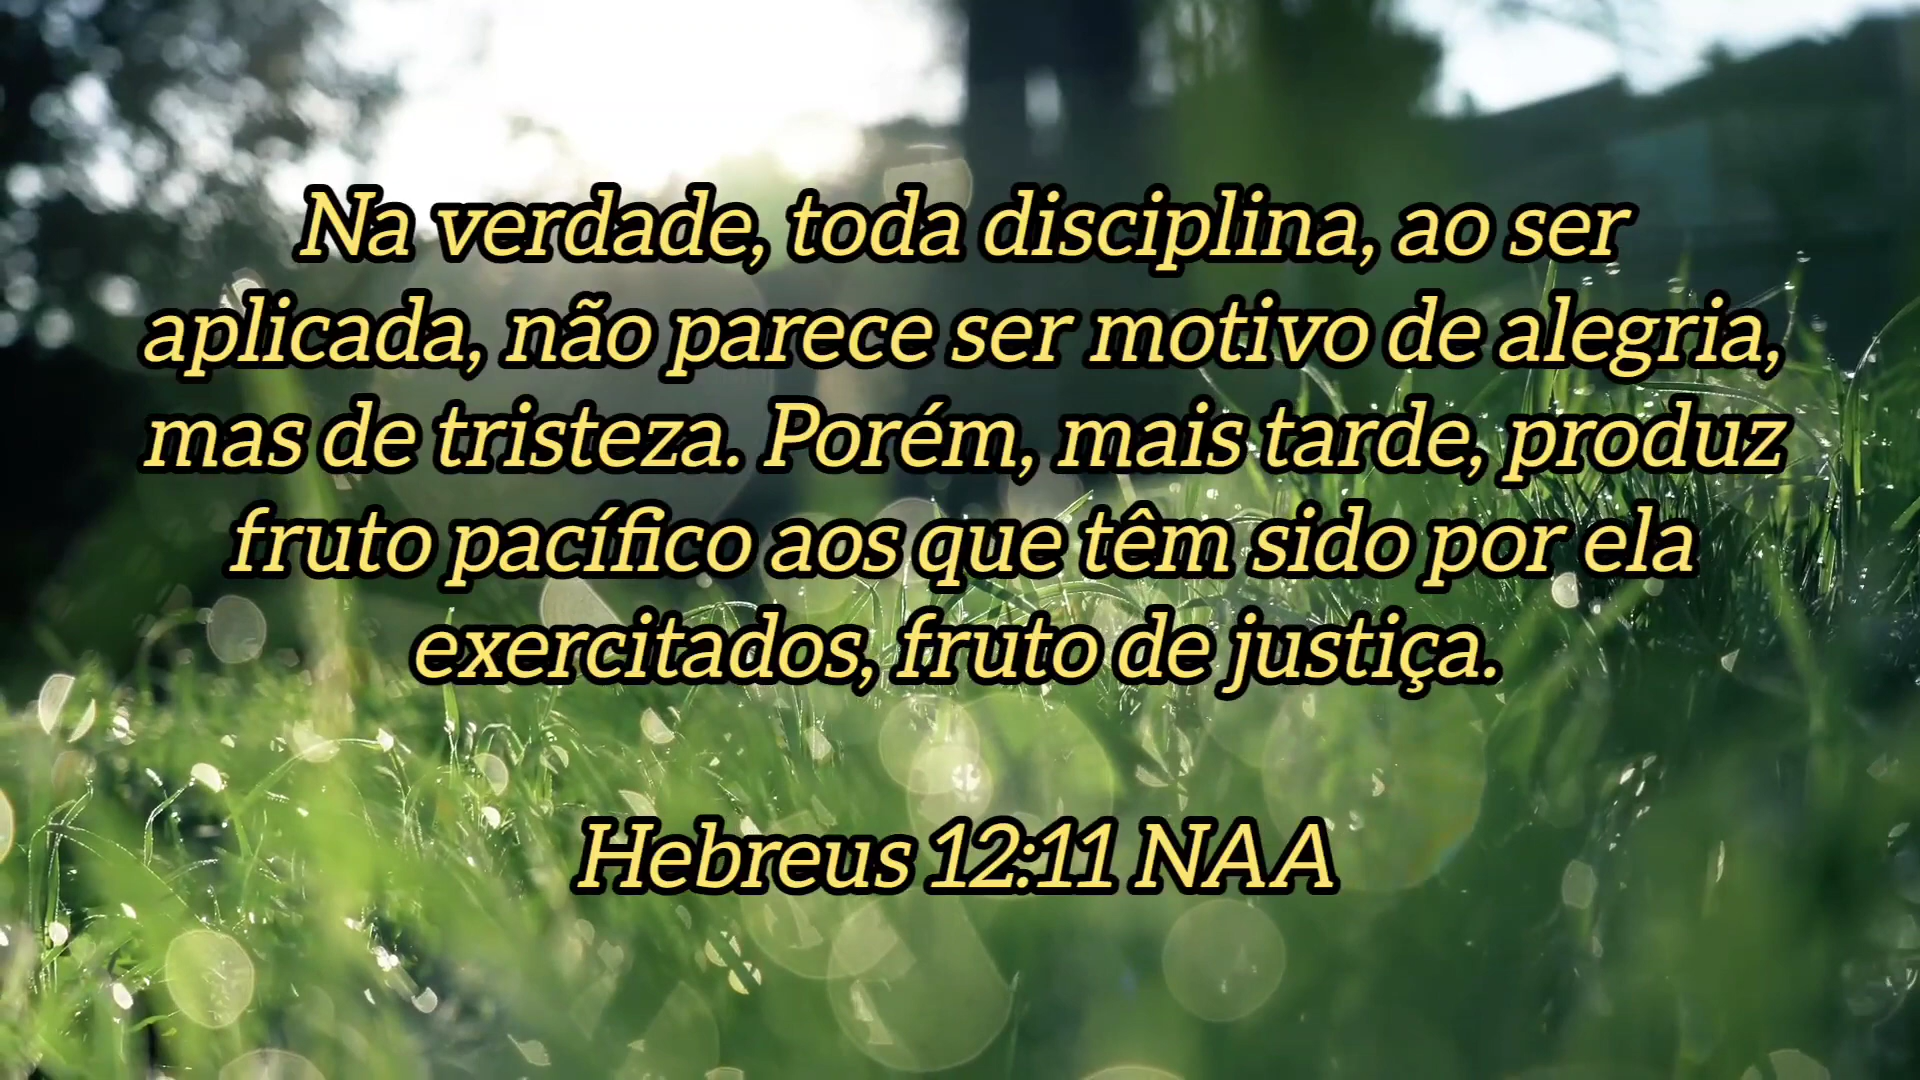 Na verdade, toda disciplina, ao ser
aplicada, não parece ser motivo de alegria,
mas de tristeza. Porém, mais tarde, produz
fruto pacífico aos que têm sido por ela
exercitados, fruto de justiça.
Hebreus 12:11 NAA